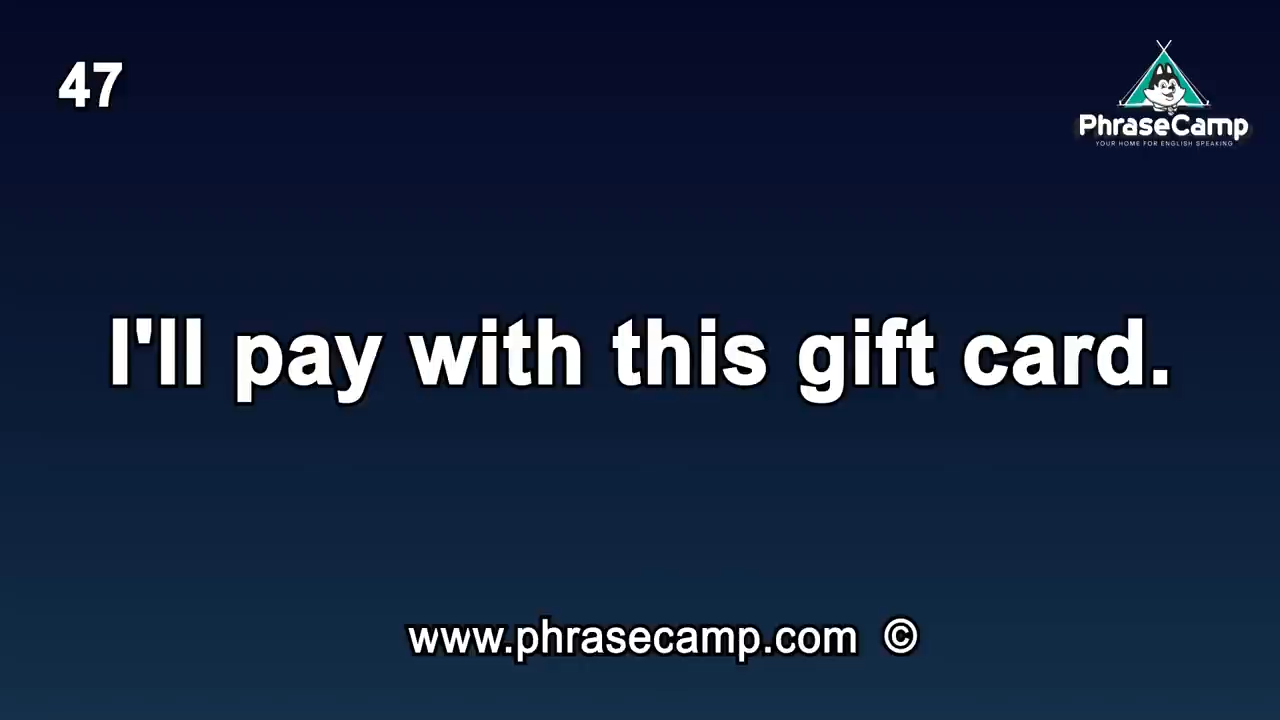 47
PhraseCamp
YOUR HOME FOR ENGLISH SPEAKING
I'll pay with this gift card.
www.phrasecamp.com ©